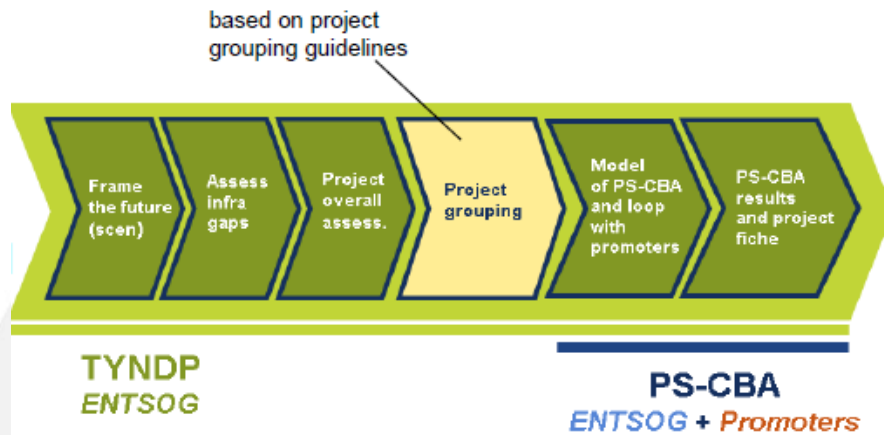 based on project
grouping guidelines
Frame
the future
(scen)
Assess
infra
gaps
Project
overall
assess.
Project
grouping
Model
of PS-CBA
and loop
with
promoters
PS-CBA
results
and project
fiche
TYNDP
ENTSOG
PS-CBA
ENTSOG + Promoters